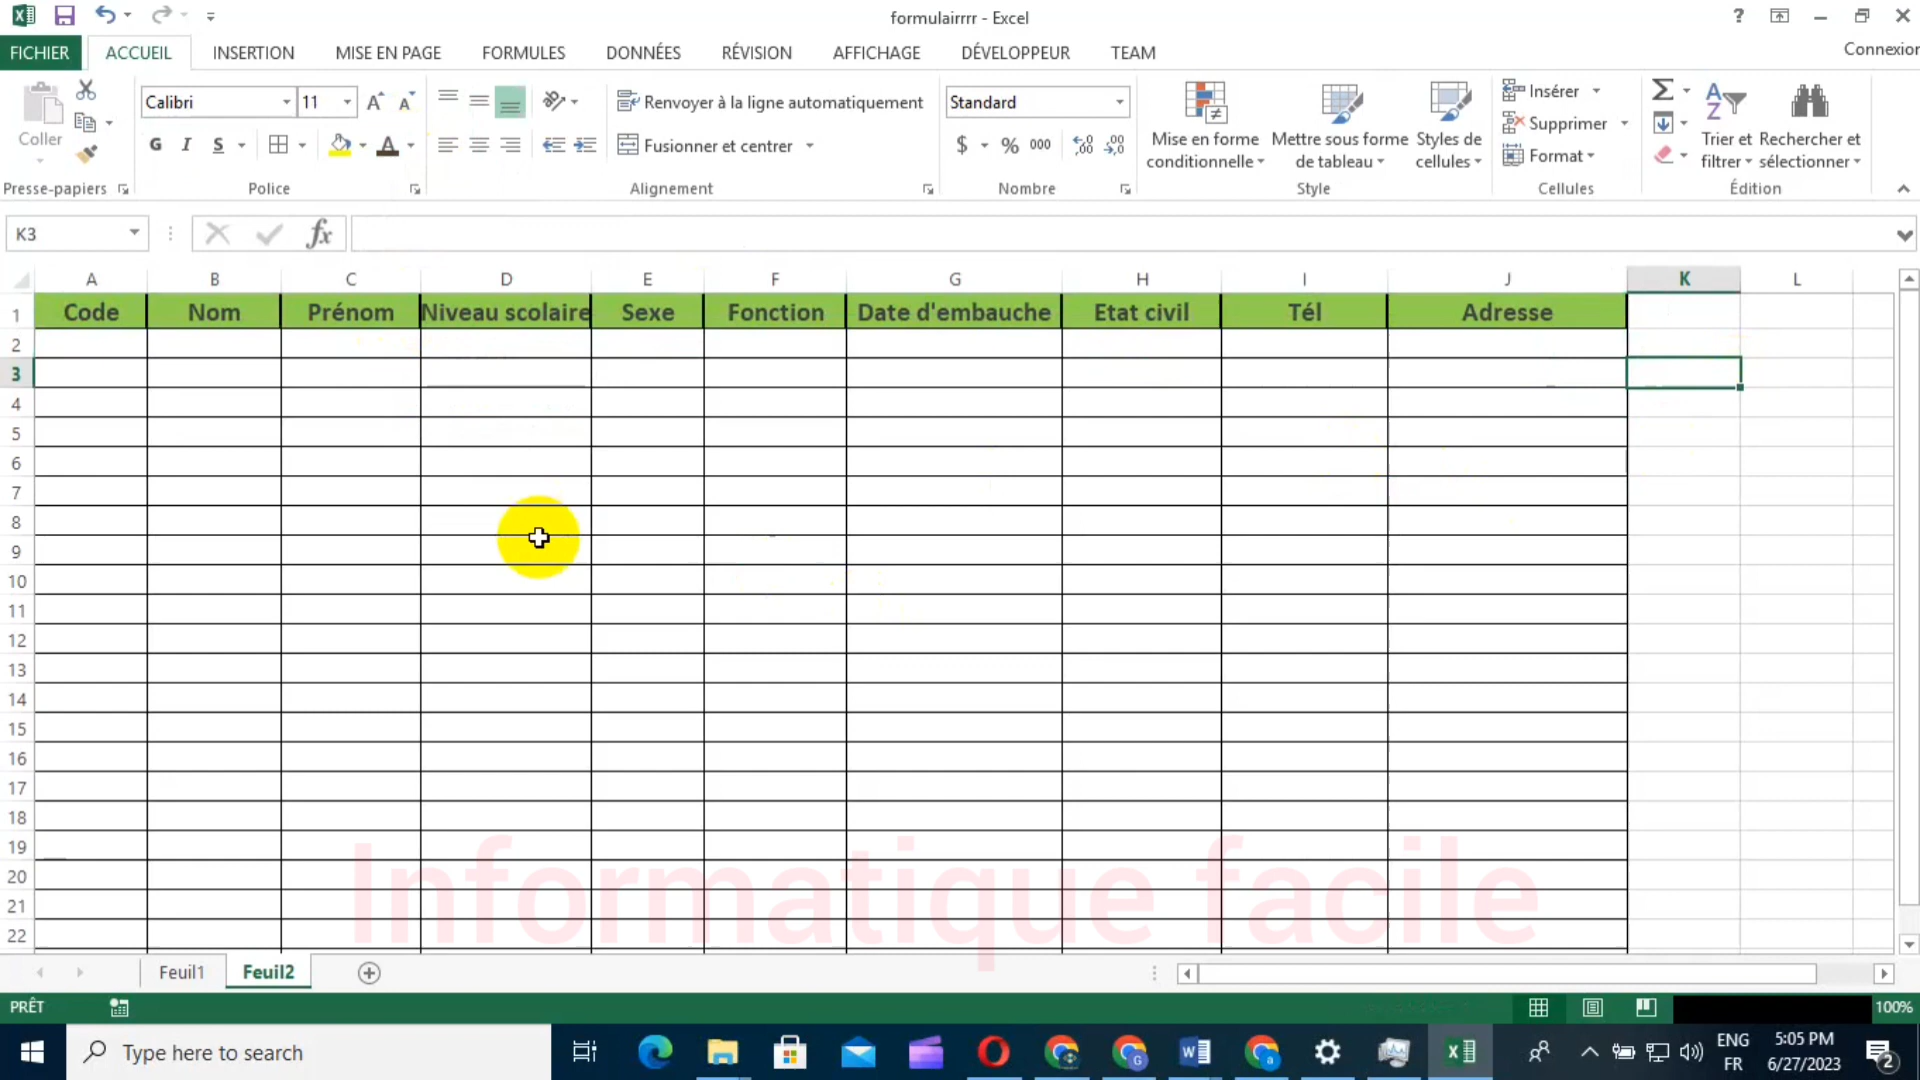 formulairrrr - Excel
FICHIER ACCUEIL INSERTION MISE EN PAGE FORMULES DONNÉES RÉVISION AFFICHAGE DÉVELOPPEUR TEAM Connexior
Coller
Calibri 11
Renvoyer à la ligne automatiquement
Standard
Mise en forme conditionnelle
Mettre sous forme de tableau
Styles de cellules
Insérer
Supprimer
Format
Trier et filtrer
Rechercher et sélectionner
G I S A
Fusionner et centrer
$ % 000
Presse-papiers Police Alignement Nombre Style Cellules Édition
K3 fx
A B C D E F G H I J K L
1 Code Nom Prénom Niveau scolaire Sexe Fonction Date d'embauche Etat civil Tél Adresse
2
3
4
5
6
7
8
9
10
11
12
13
14
15
16
17
18
19
20
21
22
Informatique facile
Feuil1 Feuil2
PRÊT 100%
Type here to search
ENG
FR
5:05 PM
6/27/2023
2